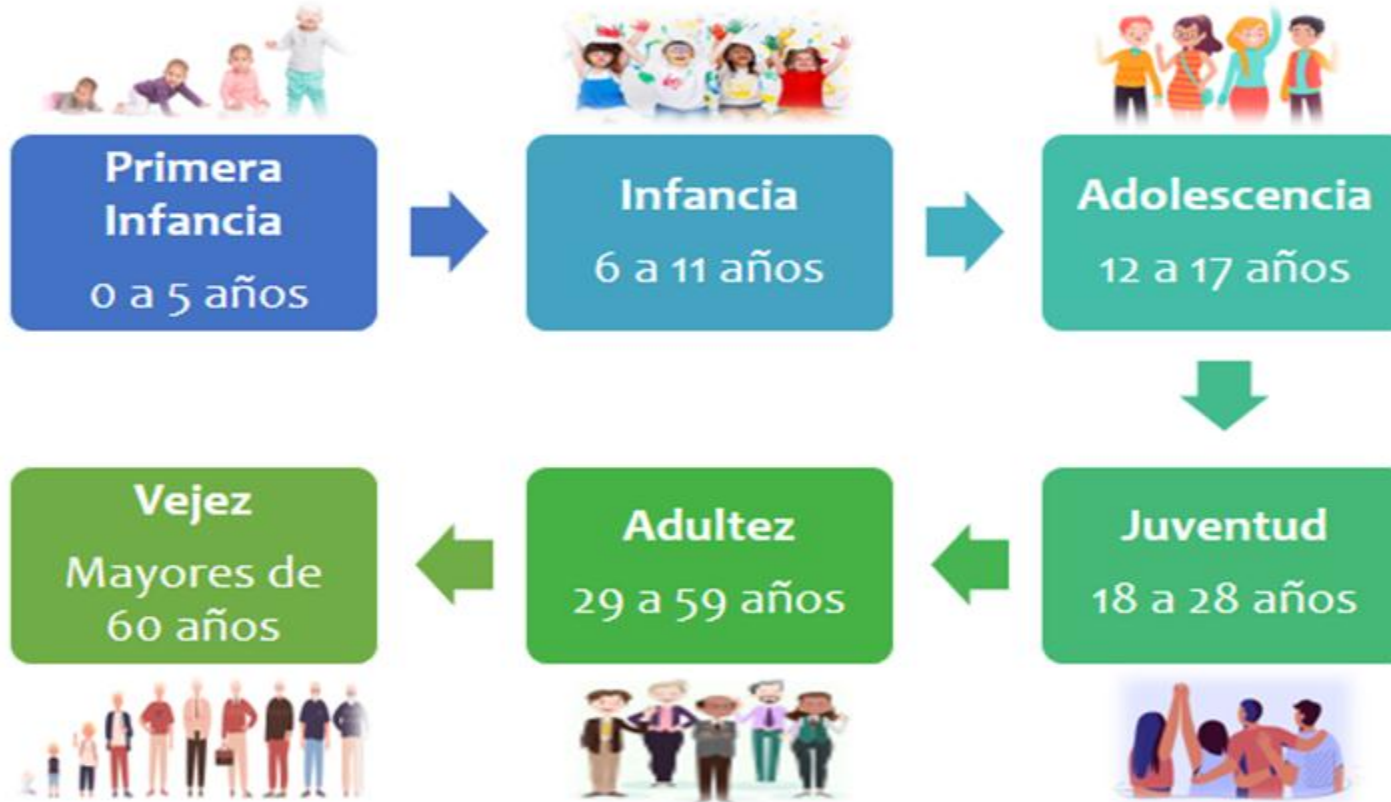 Primera
Infancia
0 a 5 años
Infancia
6 a 11 años
Adolescencia
12 a 17 años
Juventud
18 a 28 años
Adultez
29 a 59 años
Vejez
Mayores de
60 años